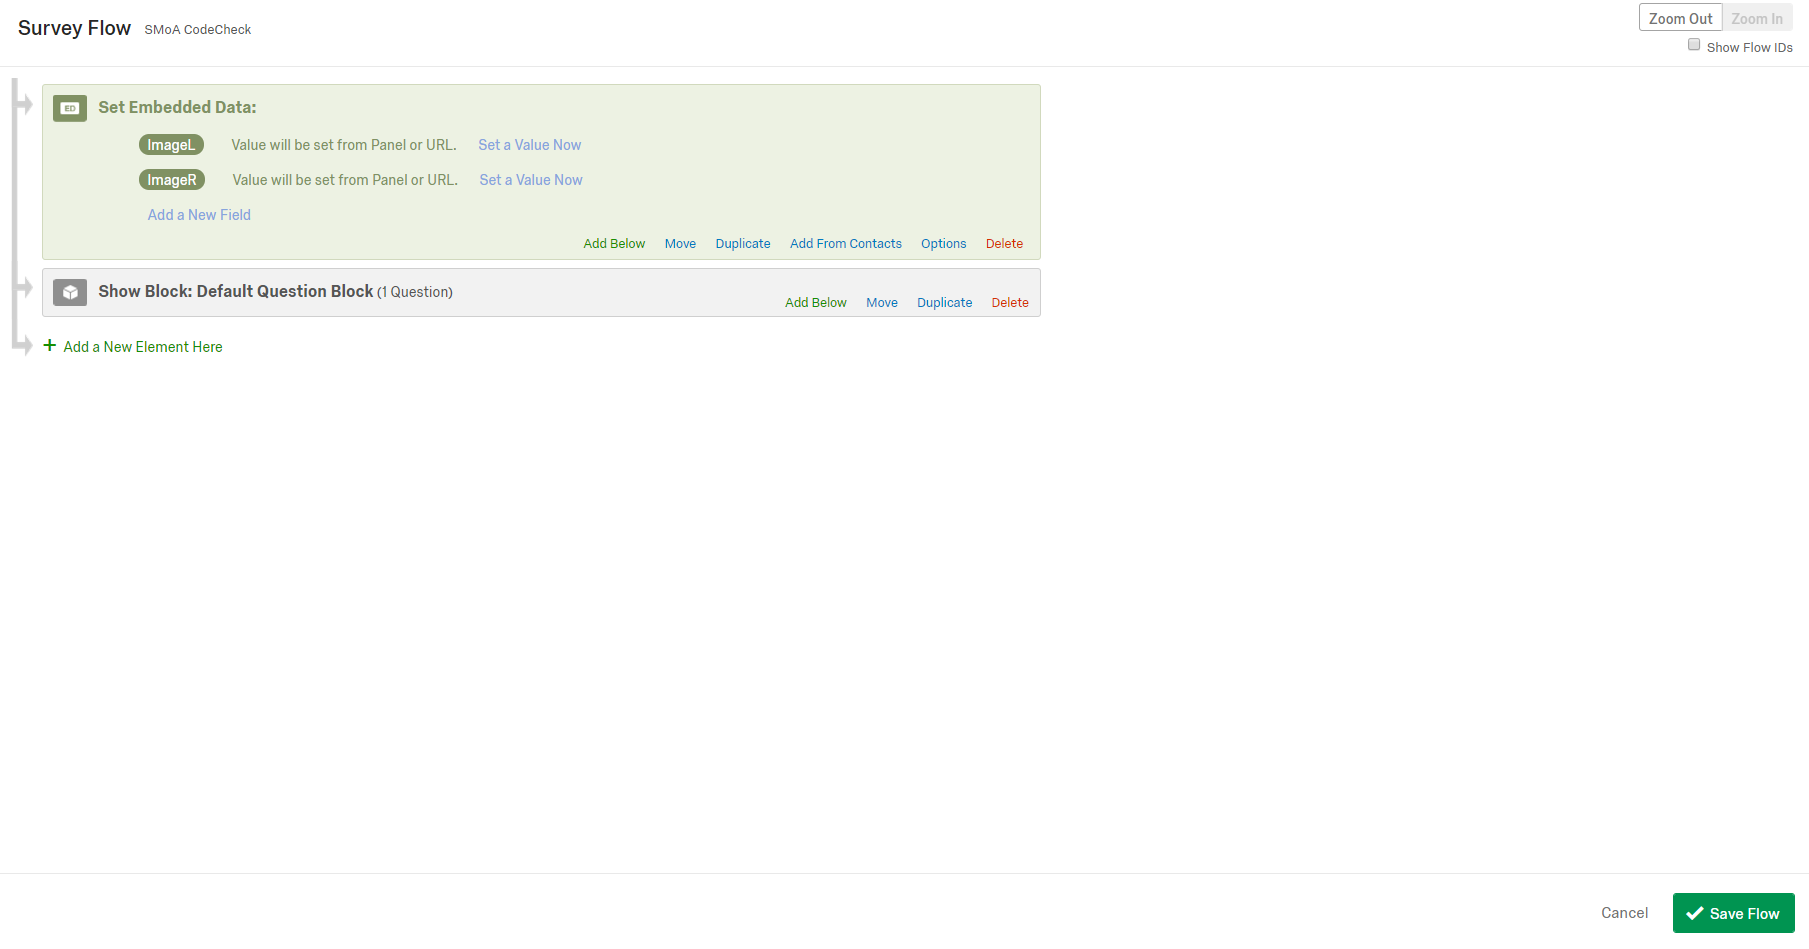 Survey Flow SMoA CodeCheck
Zoom Out Zoom In
Show Flow IDs
ED Set Embedded Data:
ImageL Value will be set from Panel or URL. Set a Value Now
ImageR Value will be set from Panel or URL. Set a Value Now
Add a New Field
Add Below Move Duplicate Add From Contacts Options Delete
Show Block: Default Question Block (1 Question)
Add Below Move Duplicate Delete
+ Add a New Element Here
Cancel Save Flow